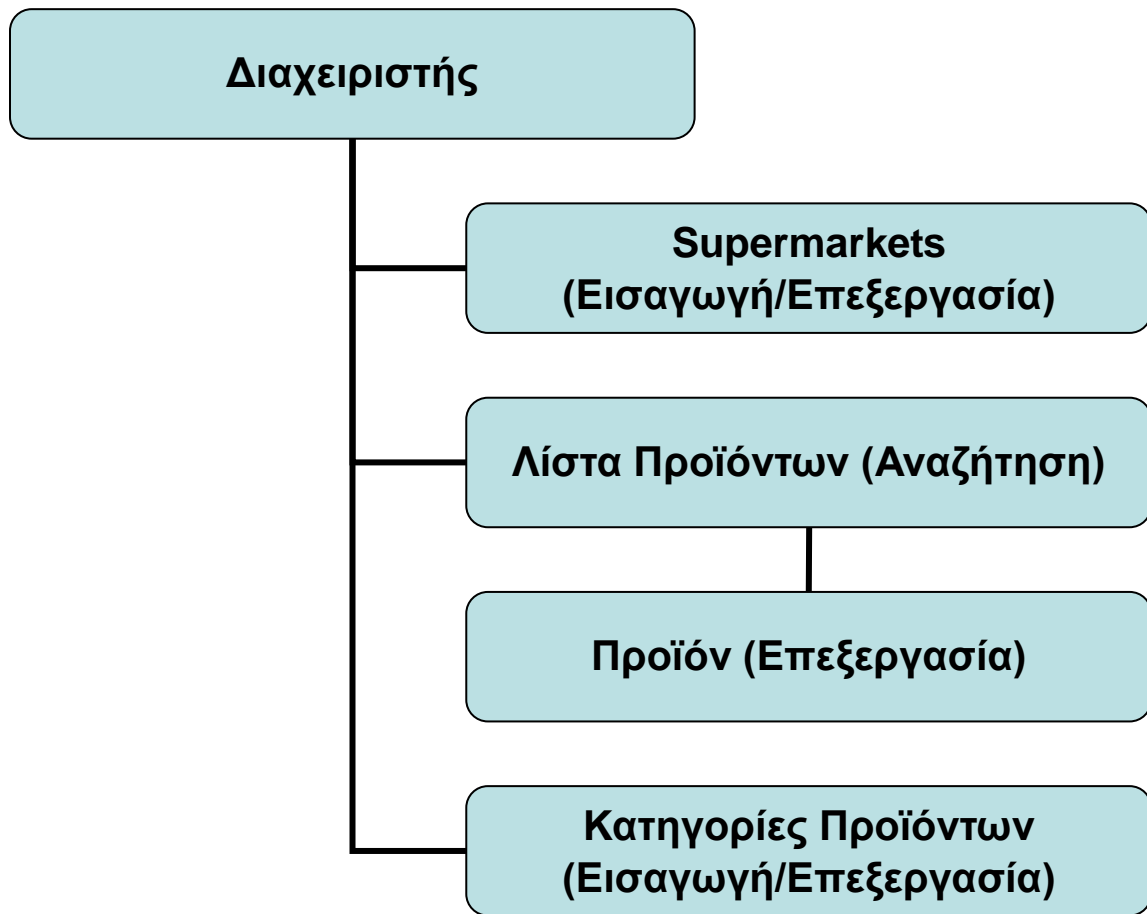 Διαχειριστής
Supermarkets
(Εισαγωγή/Επεξεργασία)
Λίστα Προϊόντων (Αναζήτηση)
Προϊόν (Επεξεργασία)
Κατηγορίες Προϊόντων
(Εισαγωγή/Επεξεργασία)